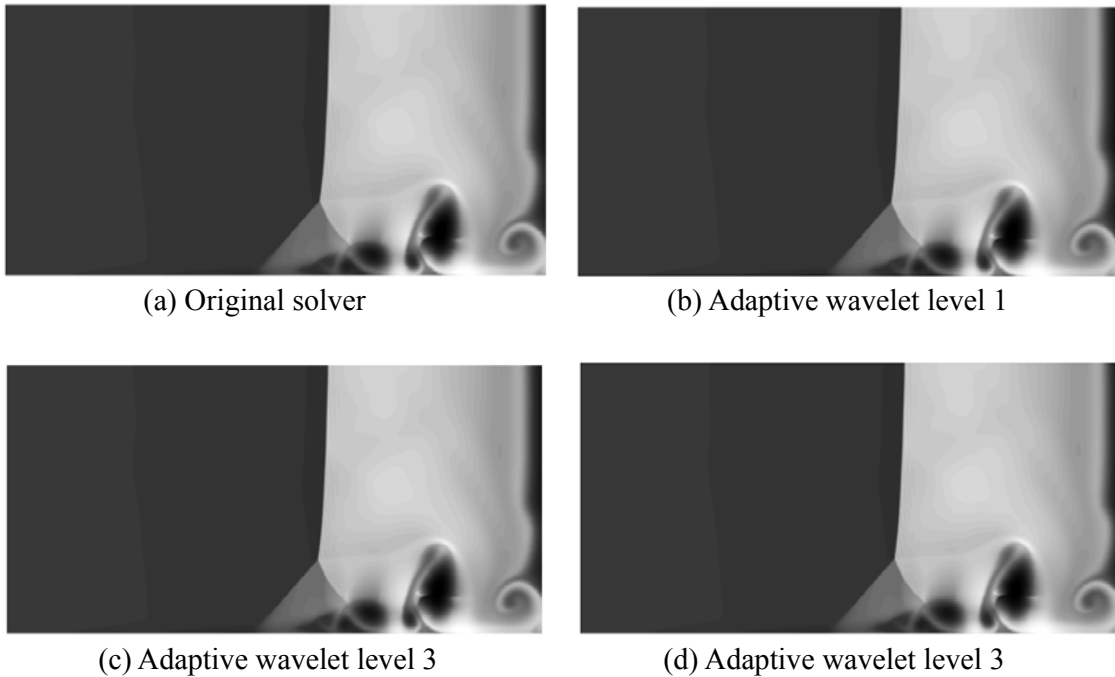 (a) Original solver
(b) Adaptive wavelet level 1
(c) Adaptive wavelet level 3
(d) Adaptive wavelet level 3